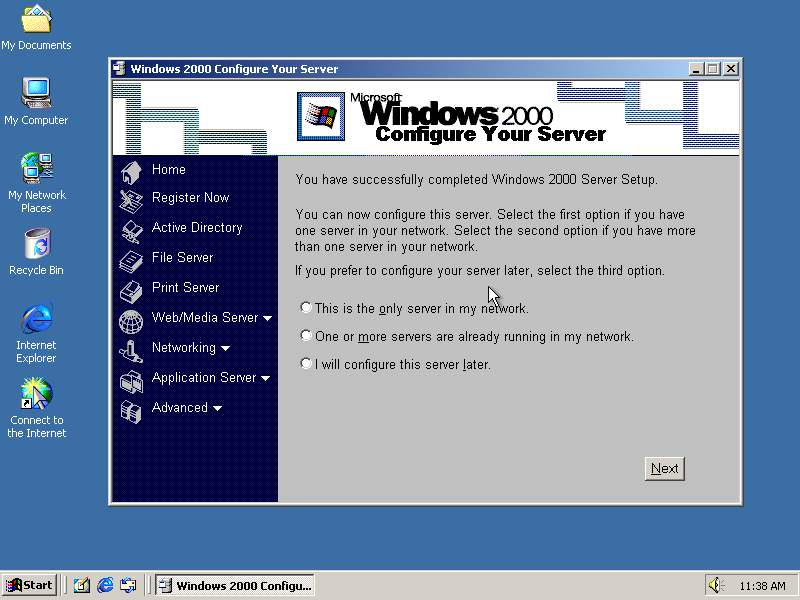 My Documents
My Computer
My Network
Places
Recycle Bin
Internet
Explorer
Connect to
the Internet
Windows 2000 Configure Your Server
Microsoft
Windows 2000
Configure Your Server
Home
Register Now
Active Directory
File Server
Print Server
Web/Media Server
Networking
Application Server
Advanced
You have successfully completed Windows 2000 Server Setup.
You can now configure this server. Select the first option if you have
one server in your network. Select the second option if you have more
than one server in your network.
If you prefer to configure your server later, select the third option.
This is the only server in my network.
One or more servers are already running in my network.
I will configure this server later.
Next
Start
Windows 2000 Configu...
11:38 AM